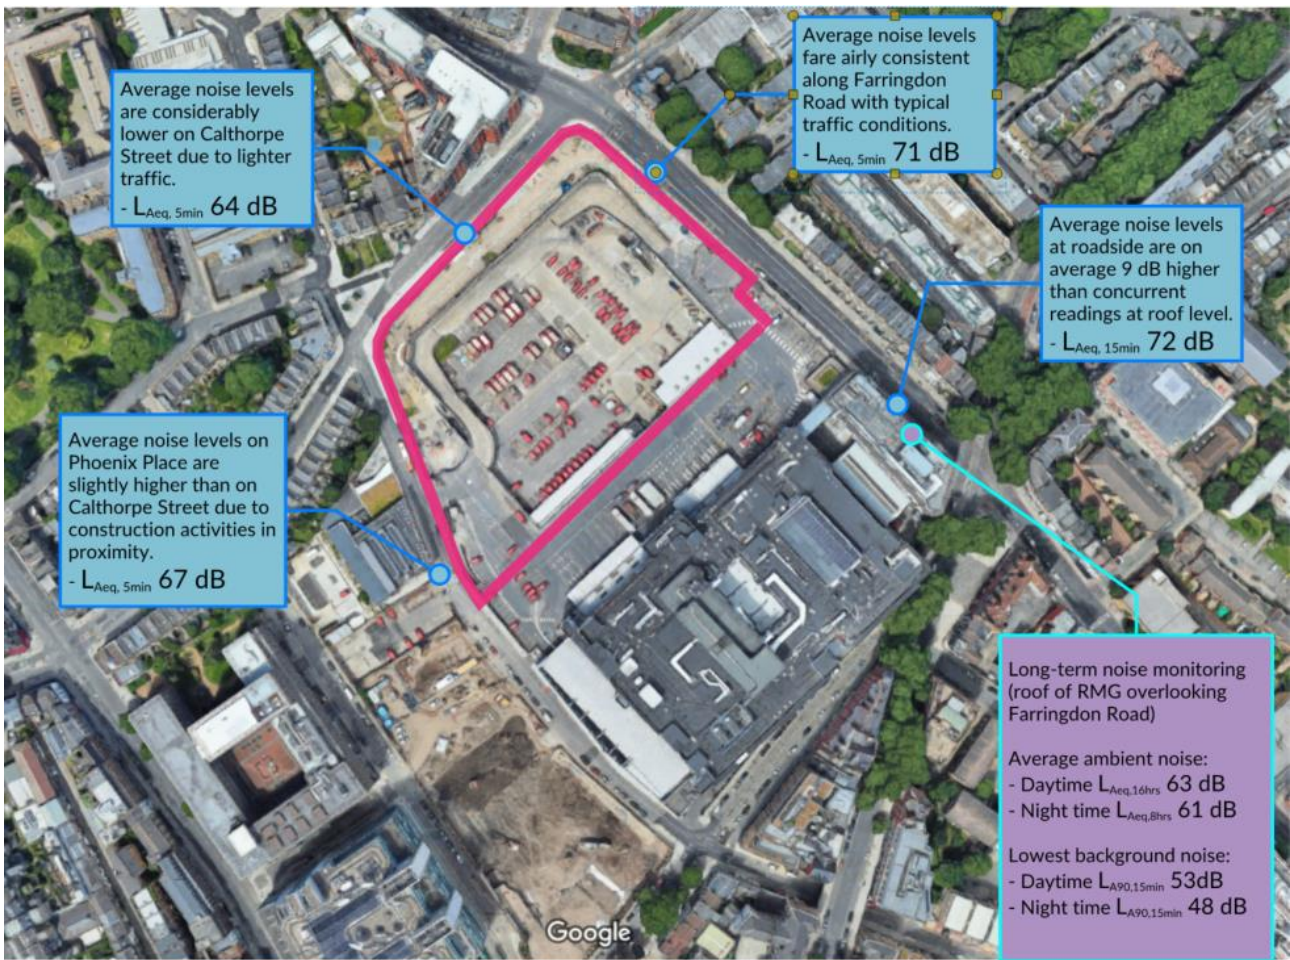 Average noise levels
are considerably
lower on Calthorpe
Street due to lighter
traffic.
- LAeq, 5min 64 dB
Average noise levels
fare airly consistent
along Farringdon
Road with typical
traffic conditions.
- LAeq, 5min 71 dB
Average noise levels
at roadside are on
average 9 dB higher
than concurrent
readings at roof level.
- LAeq, 15min 72 dB
Average noise levels on
Phoenix Place are
slightly higher than on
Calthorpe Street due to
construction activities in
proximity.
- LAeq, 5min 67 dB
Long-term noise monitoring
(roof of RMG overlooking
Farringdon Road)
Average ambient noise:
- Daytime LAeq,16hrs 63 dB
- Night time LAeq,8hrs 61 dB
Lowest background noise:
- Daytime LA90,15min 53dB
- Night time LA90,15min 48 dB
Google